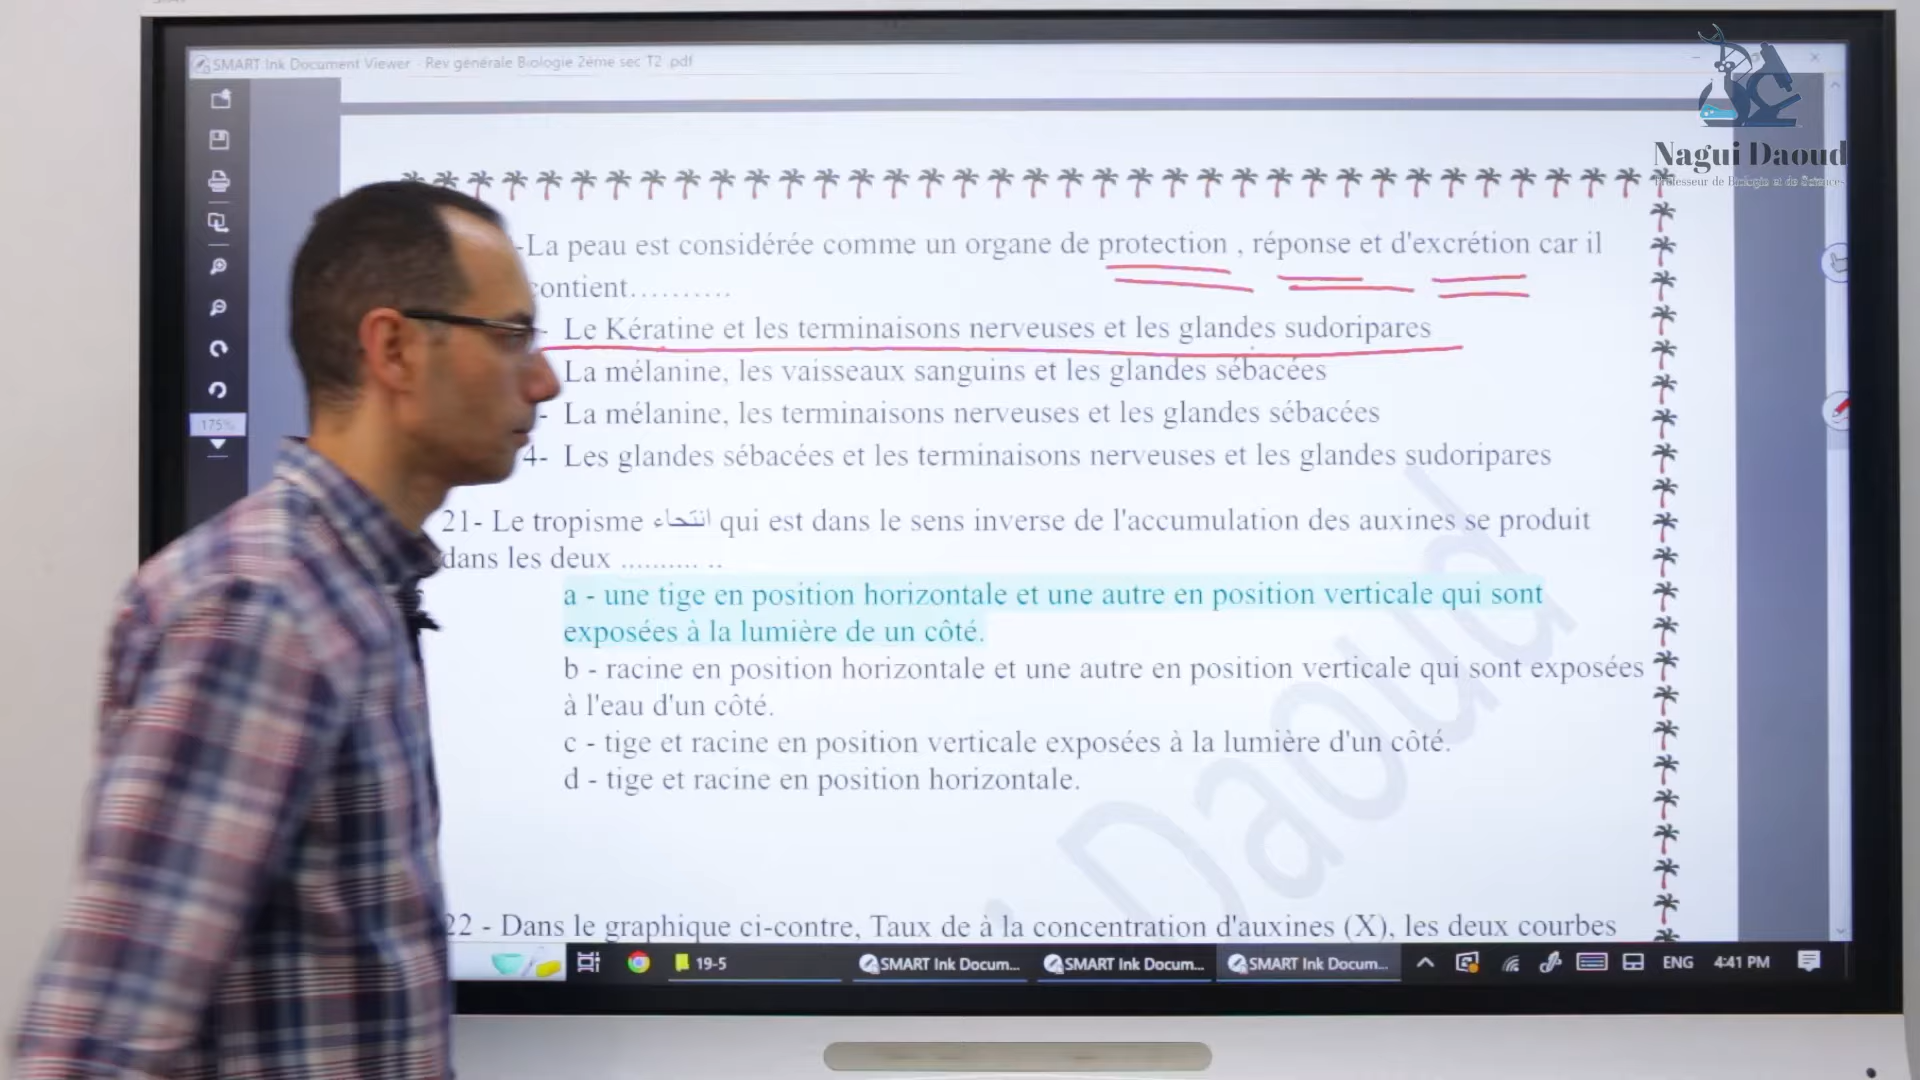 SMART Ink Document Viewer - Rev générale Biologie 2ème sec T2 .pdf
Nagui Daoud
Professeur de Biologie et de Sciences
-La peau est considérée comme un organe de protection , réponse et d'excrétion car il
contient..........
- Le Kératine et les terminaisons nerveuses et les glandes sudoripares
La mélanine, les vaisseaux sanguins et les glandes sébacées
- La mélanine, les terminaisons nerveuses et les glandes sébacées
175%
4- Les glandes sébacées et les terminaisons nerveuses et les glandes sudoripares
21- Le tropisme انتحاء qui est dans le sens inverse de l'accumulation des auxines se produit
dans les deux .......... ..
a - une tige en position horizontale et une autre en position verticale qui sont
exposées à la lumière de un côté.
b - racine en position horizontale et une autre en position verticale qui sont exposées
à l'eau d'un côté.
c - tige et racine en position verticale exposées à la lumière d'un côté.
d - tige et racine en position horizontale.
Daoud
22 - Dans le graphique ci-contre, Taux de à la concentration d'auxines (X), les deux courbes
19-5 SMART Ink Docum... SMART Ink Docum... SMART Ink Docum... ENG 4:41 PM